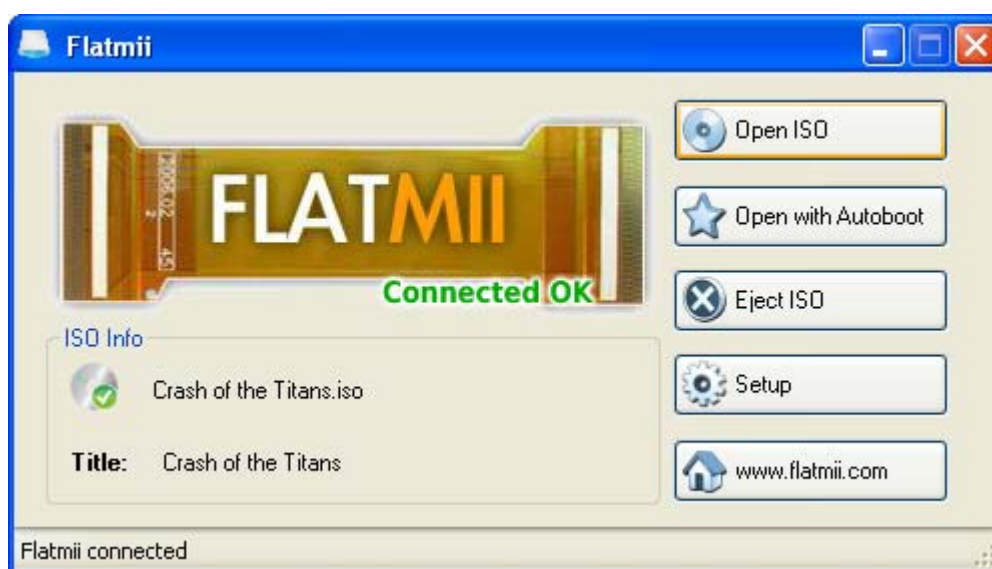 Flatmii
Open ISO
FLATMII
Open with Autoboot
Connected OK
Eject ISO
ISO Info
Crash of the Titans.iso
Setup
Title: Crash of the Titans
www.flatmii.com
Flatmii connected